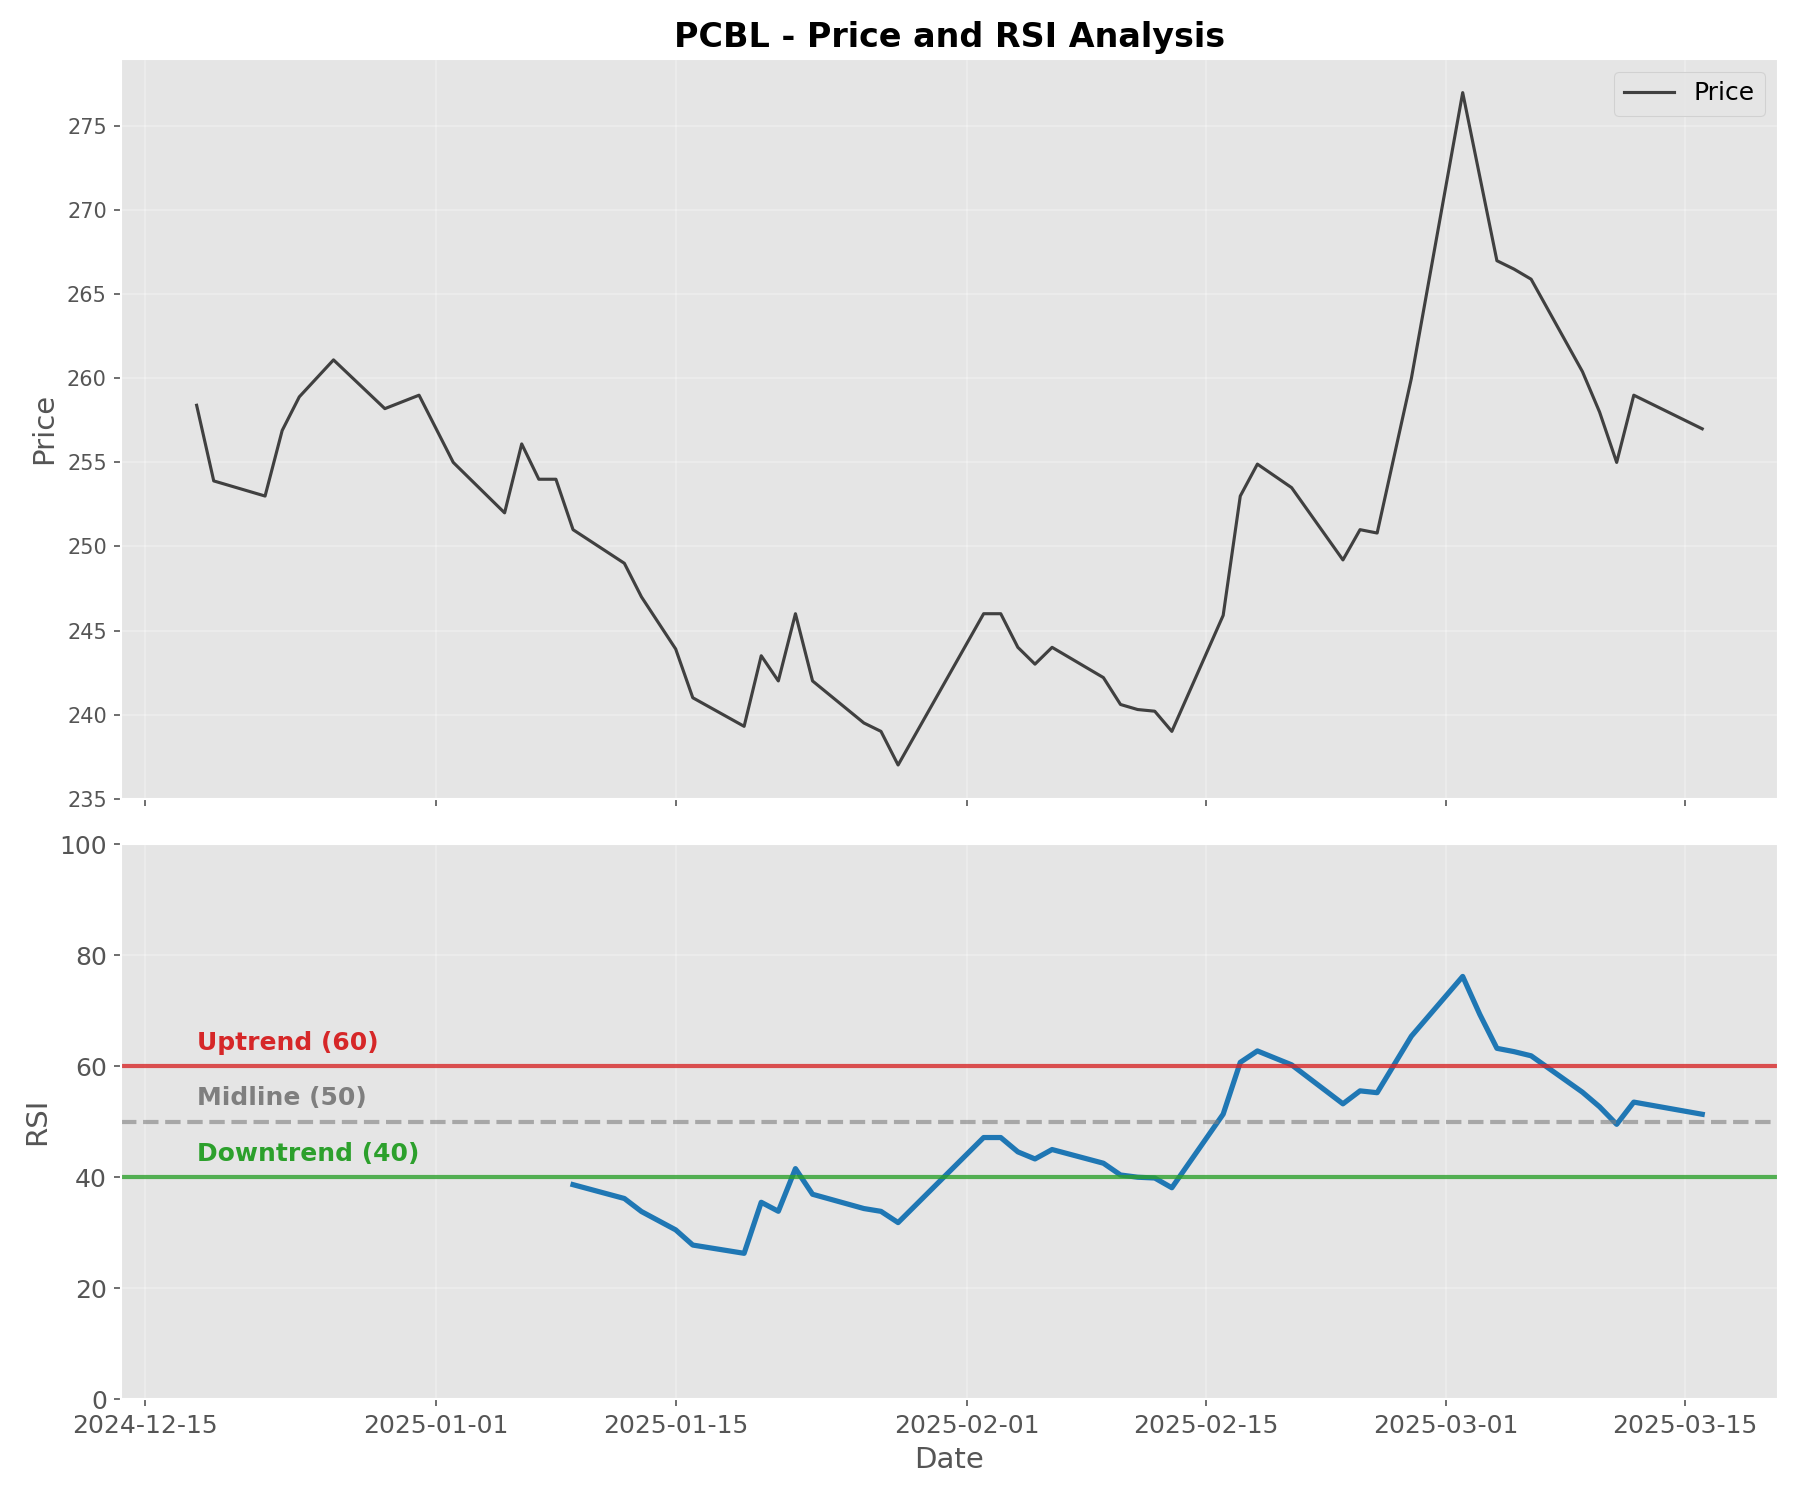 PCBL - Price and RSI Analysis
Price
275
270
265
260
255
250
245
240
235
Price
100
80
60
40
20
0
RSI
Uptrend (60)
Midline (50)
Downtrend (40)
2024-12-15
2025-01-01
2025-01-15
2025-02-01
2025-02-15
2025-03-01
2025-03-15
Date